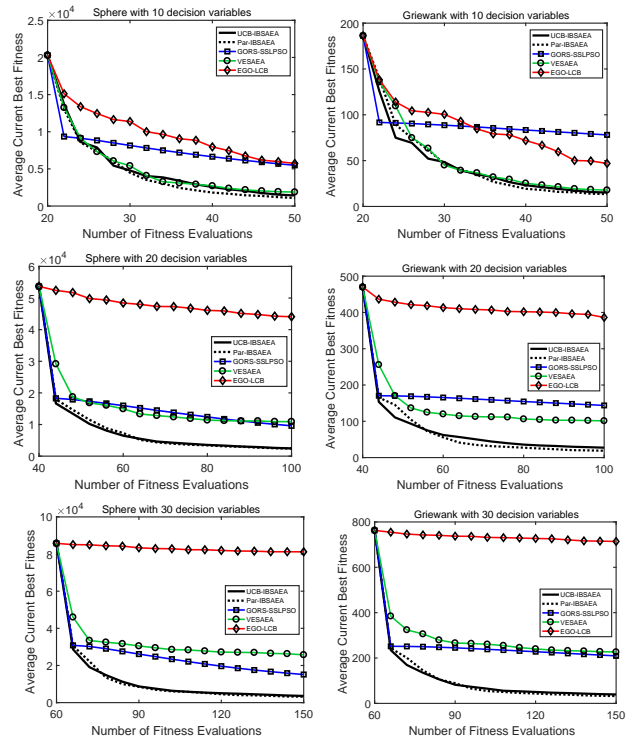 Sphere with 10 decision variables
×10⁴
2.5
2
1.5
1
0.5
0
20
30
40
50
Average Current Best Fitness
Number of Fitness Evaluations
UCB-IBSAEA
Par-IBSAEA
GORS-SSLPSO
VESAEA
EGO-LCB
Griewank with 10 decision variables
200
150
100
50
0
20
30
40
50
Average Current Best Fitness
Number of Fitness Evaluations
UCB-IBSAEA
Par-IBSAEA
GORS-SSLPSO
VESAEA
EGO-LCB
Sphere with 20 decision variables
×10⁴
6
5
4
3
2
1
0
40
60
80
100
Average Current Best Fitness
Number of Fitness Evaluations
UCB-IBSAEA
Par-IBSAEA
GORS-SSLPSO
VESAEA
EGO-LCB
Griewank with 20 decision variables
500
400
300
200
100
0
40
60
80
100
Average Current Best Fitness
Number of Fitness Evaluations
UCB-IBSAEA
Par-IBSAEA
GORS-SSLPSO
VESAEA
EGO-LCB
Sphere with 30 decision variables
×10⁴
10
8
6
4
2
0
60
90
120
150
Average Current Best Fitness
Number of Fitness Evaluations
UCB-IBSAEA
Par-IBSAEA
GORS-SSLPSO
VESAEA
EGO-LCB
Griewank with 30 decision variables
800
600
400
200
0
60
90
120
150
Average Current Best Fitness
Number of Fitness Evaluations
UCB-IBSAEA
Par-IBSAEA
GORS-SSLPSO
VESAEA
EGO-LCB